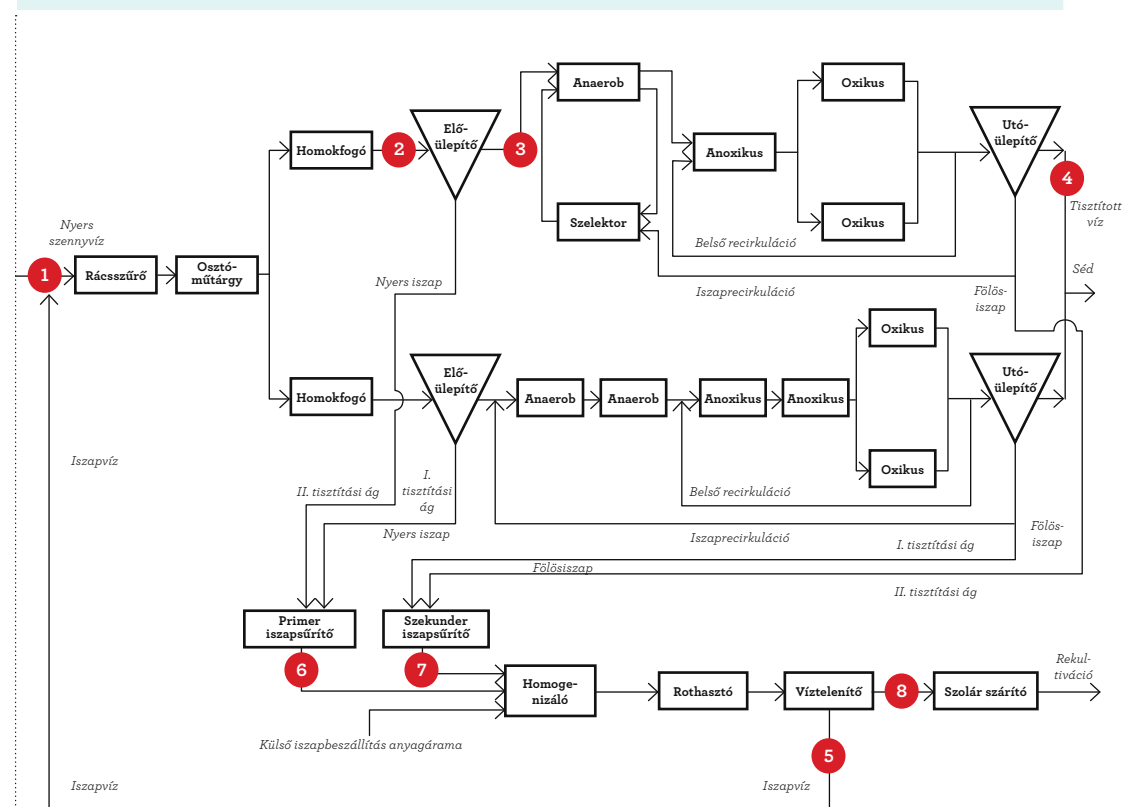 Anaerob
Oxikus
Elő-
ülepítő
Utó-
ülepítő
Homokfogó
2
3
Anoxikus
4
Szelektor
Oxikus
Tisztított
víz
Nyers
szennyvíz
Belső recirkuláció
1
Rácsszűrő
Osztó-
műtárgy
Nyers iszap
Iszaprecirkuláció
Fölös-
iszap
Séd
Oxikus
Elő-
ülepítő
Utó-
ülepítő
Homokfogó
Anaerob
Anaerob
Anoxikus
Anoxikus
Iszapvíz
Oxikus
II. tisztítási ág
I.
tisztítási
ág
Belső recirkuláció
Nyers iszap
Iszaprecirkuláció
I. tisztítási ág
Fölös-
iszap
Fölösiszap
II. tisztítási ág
Primer
iszapsűrítő
Szekunder
iszapsűrítő
6
7
Homoge-
nizáló
Rothasztó
Víztelenítő
8
Szolár szárító
Rekul-
tiváció
Külső iszapbeszállítás anyagárama
5
Iszapvíz
Iszapvíz